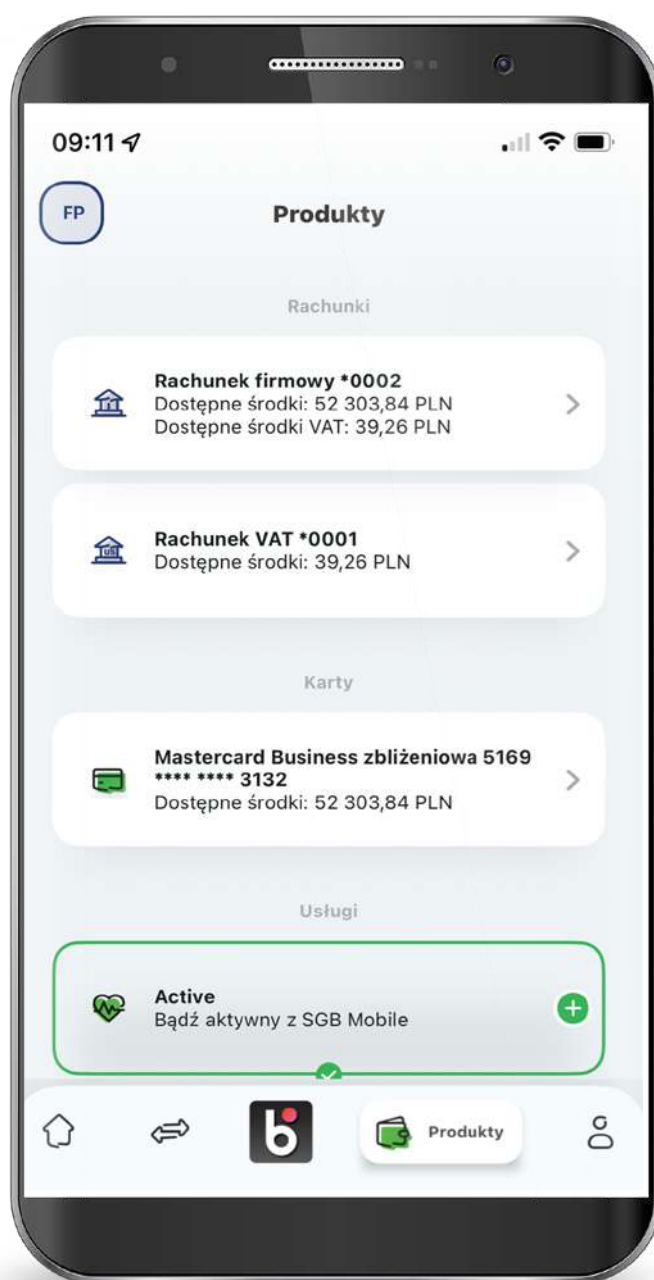 09:11
FP
Produkty
Rachunki
Rachunek firmowy *0002
Dostępne środki: 52 303,84 PLN
Dostępne środki VAT: 39,26 PLN
Rachunek VAT *0001
Dostępne środki: 39,26 PLN
Karty
Mastercard Business zbliżeniowa 5169
**** **** 3132
Dostępne środki: 52 303,84 PLN
Usługi
Active
Bądź aktywny z SGB Mobile
b
Produkty